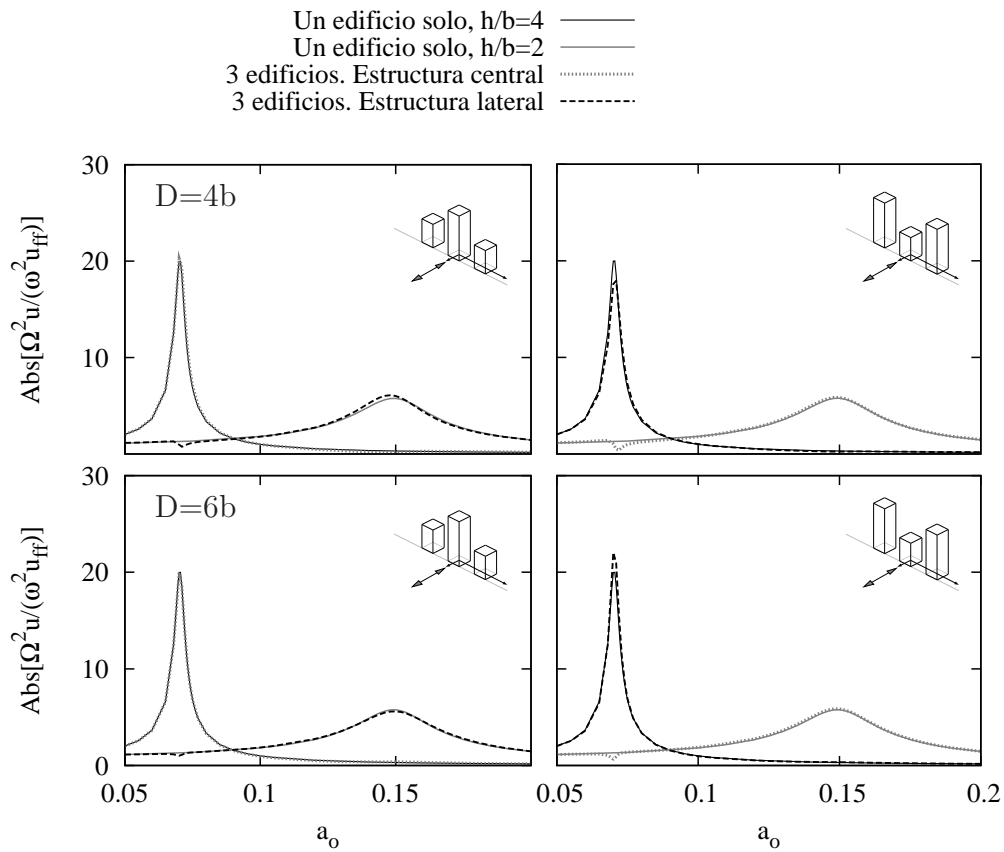 Un edificio solo, h/b=4
Un edificio solo, h/b=2
3 edificios. Estructura central
3 edificios. Estructura lateral
30
20
10
Abs[Ω²u/(ω²u_ff)]
D=4b
30
20
10
0
Abs[Ω²u/(ω²u_ff)]
D=6b
0.05
0.1
0.15
0.05
0.1
0.15
0.2
a_o
a_o